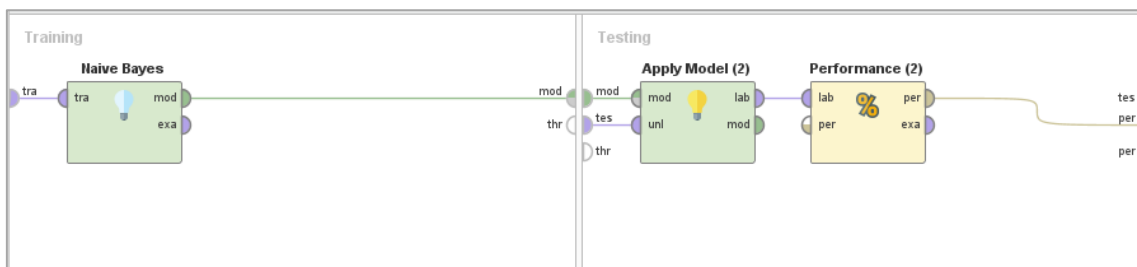 Training
Testing
Naive Bayes
Apply Model (2)
Performance (2)
tra
tra
mod
mod
mod
mod
lab
lab
per
tes
exa
thr
tes
unl
mod
per
exa
per
thr
per